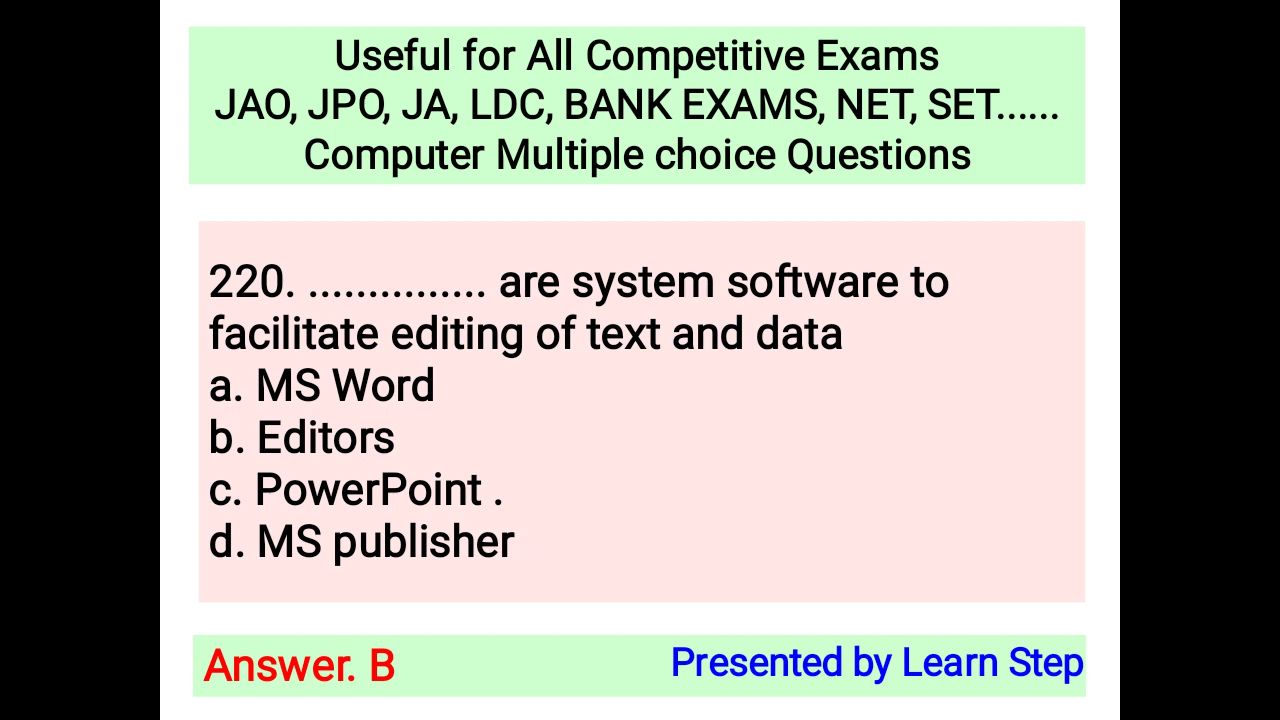 Useful for All Competitive Exams
JAO, JPO, JA, LDC, BANK EXAMS, NET, SET......
Computer Multiple choice Questions
220. ............... are system software to
facilitate editing of text and data
a. MS Word
b. Editors
c. PowerPoint .
d. MS publisher
Answer. B
Presented by Learn Step